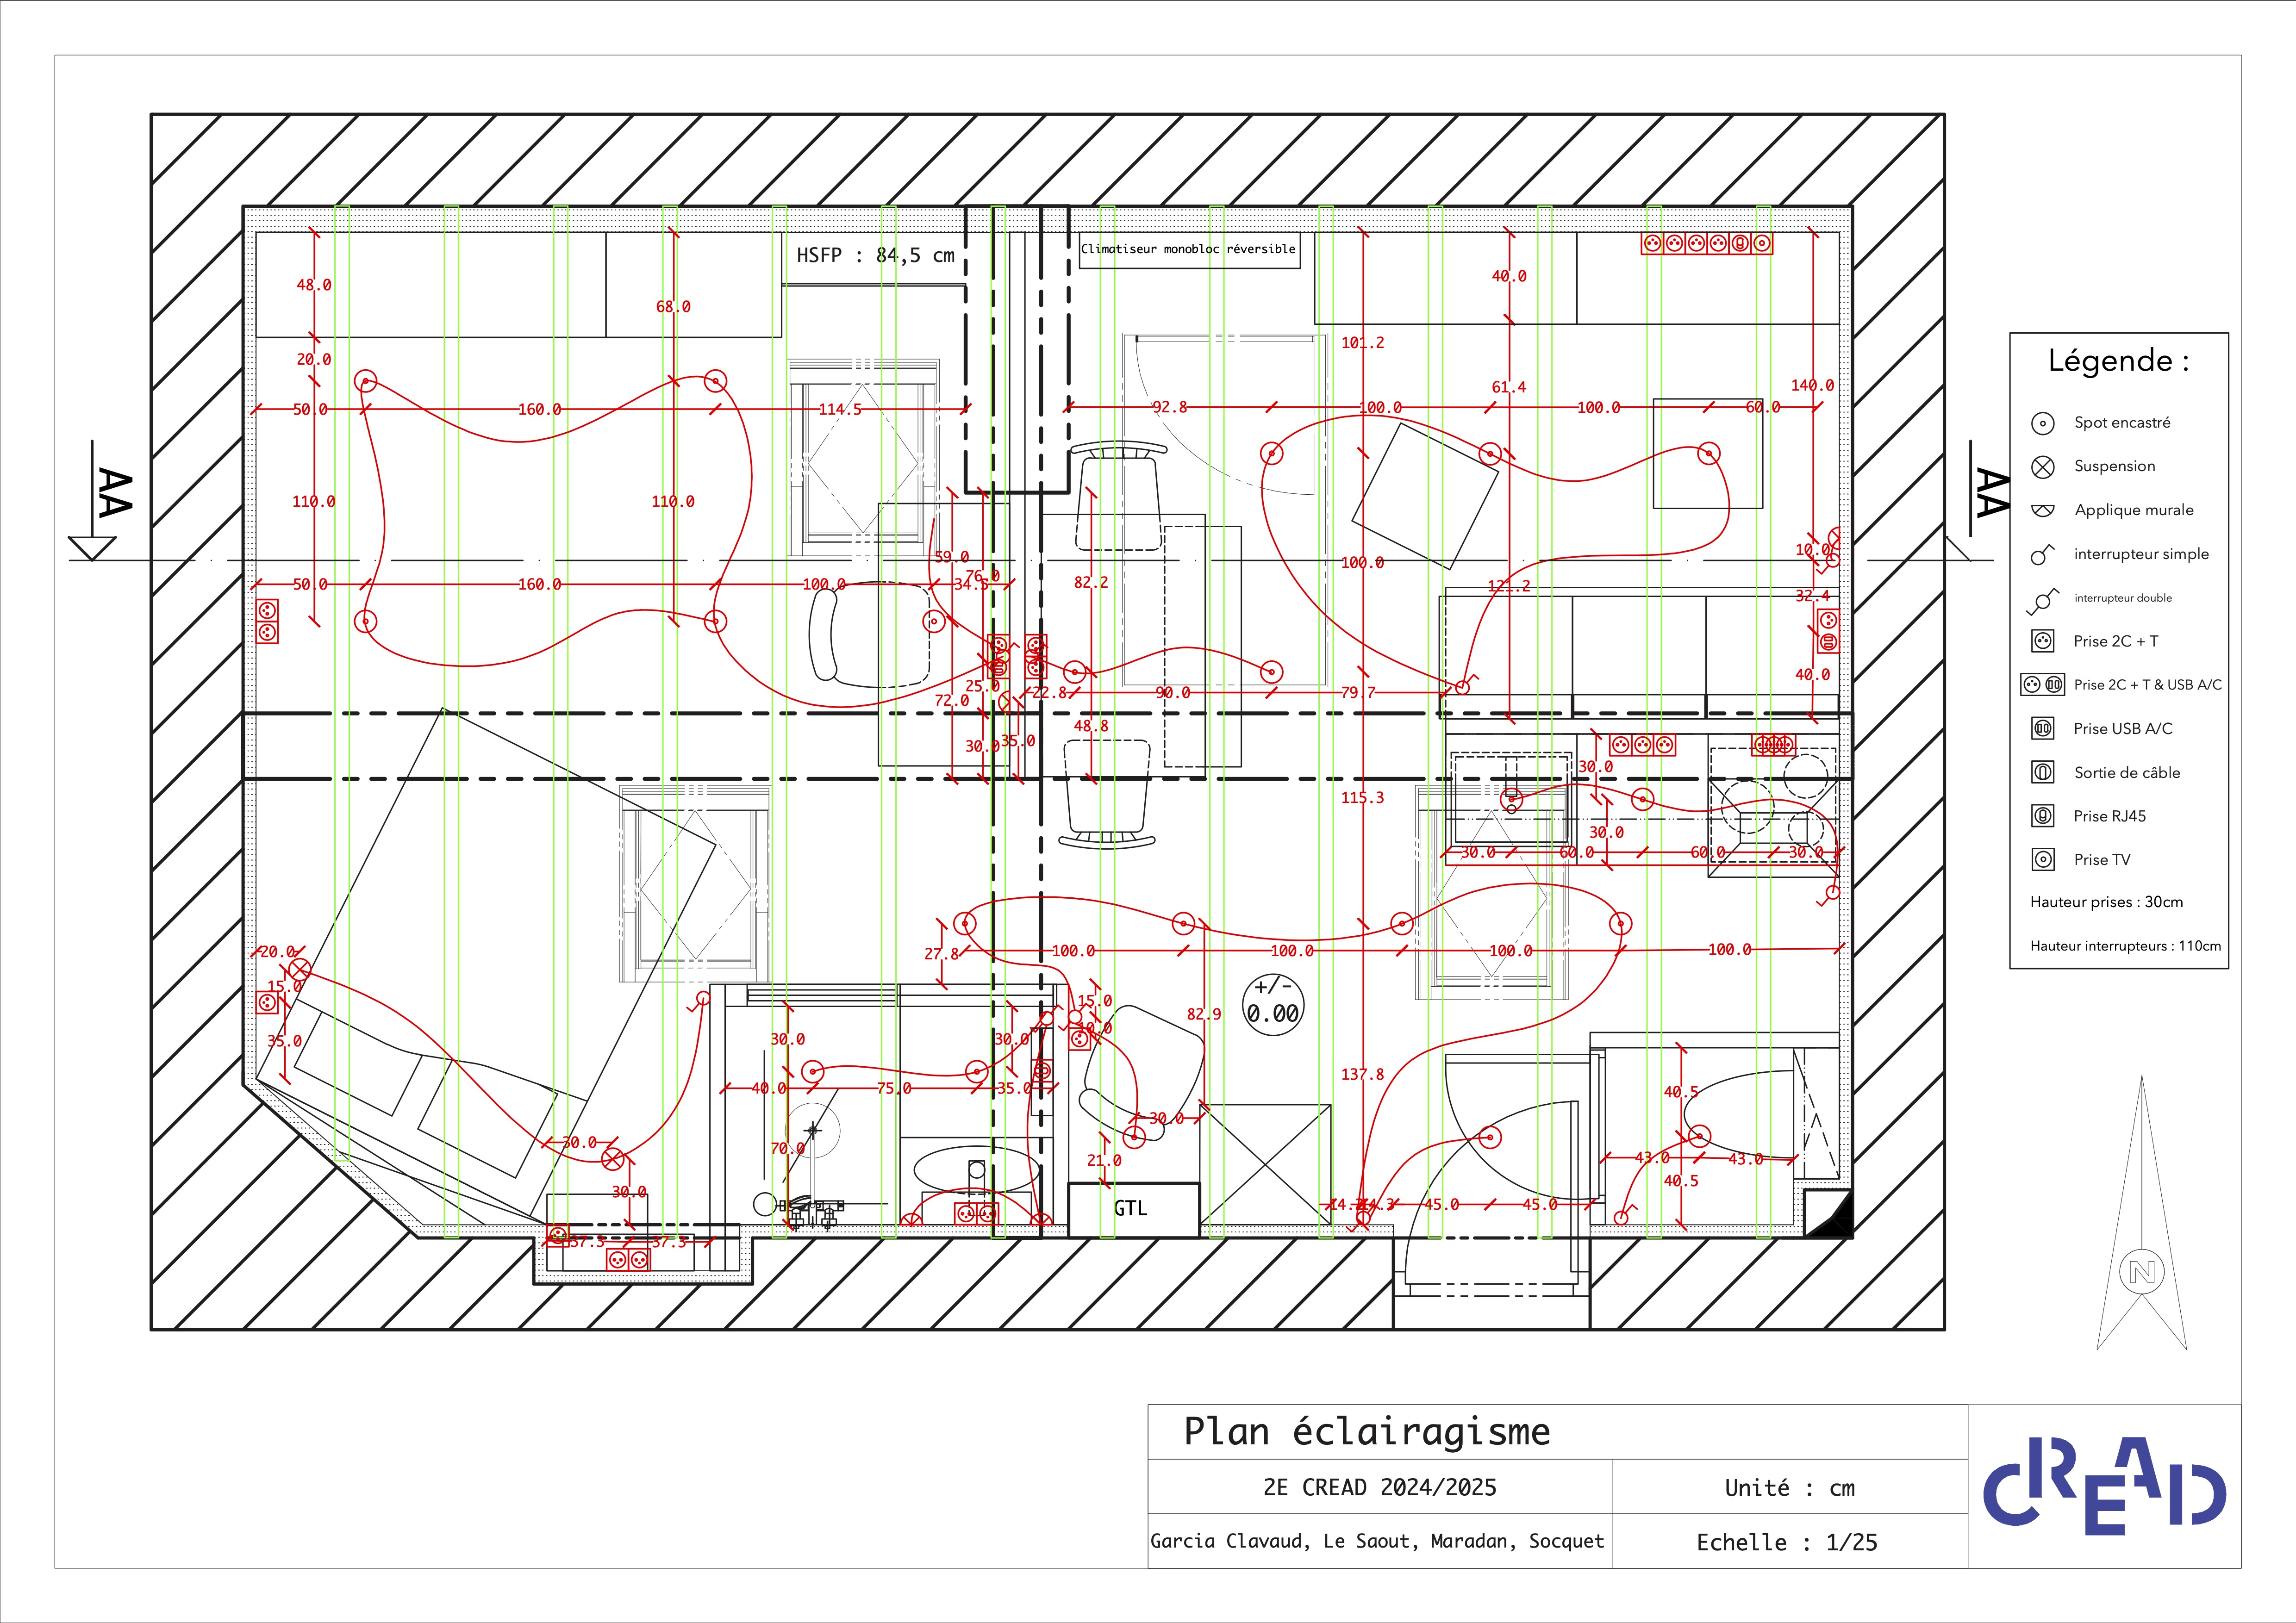 HSFP : 84,5 cm
Climatiseur monobloc réversible
48.0
68.0
40.0
20.0
101.2
61.4
140.0
50.0
160.0
114.5
92.8
100.0
100.0
60.0
AA
AA
110.0
110.0
59.0
76.0
10.0
100.0
50.0
160.0
100.0
34.5
82.2
121.2
32.4
25.0
72.0
22.8
90.0
79.7
40.0
48.8
30.0
35.0
30.0
115.3
30.0
30.0
60.0
60.0
30.0
20.0
27.8
100.0
100.0
100.0
100.0
15.0
+/-
0.00
15.0
10.0
82.9
35.0
30.0
30.0
40.0
75.0
35.0
137.8
40.5
30.0
30.0
70.0
21.0
43.0
43.0
30.0
40.5
GTL
45.0
45.0
37.3
37.3
Légende :
Spot encastré
Suspension
Applique murale
interrupteur simple
interrupteur double
Prise 2C + T
Prise 2C + T & USB A/C
Prise USB A/C
Sortie de câble
Prise RJ45
Prise TV
Hauteur prises : 30cm
Hauteur interrupteurs : 110cm
N
Plan éclairagisme
2E CREAD 2024/2025
Unité : cm
Garcia Clavaud, Le Saout, Maradan, Socquet
Echelle : 1/25
CREAD